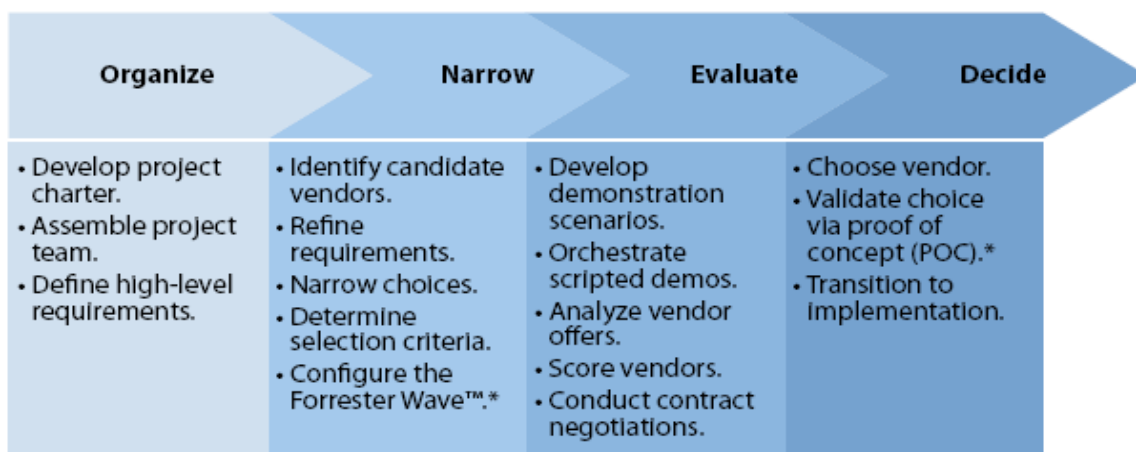 Organize
Narrow
Evaluate
Decide
• Develop project
charter.
• Assemble project
team.
• Define high-level
requirements.
• Identify candidate
vendors.
• Refine
requirements.
• Narrow choices.
• Determine
selection criteria.
• Configure the
Forrester Wave™.*
• Develop
demonstration
scenarios.
• Orchestrate
scripted demos.
• Analyze vendor
offers.
• Score vendors.
• Conduct contract
negotiations.
• Choose vendor.
• Validate choice
via proof of
concept (POC).*
• Transition to
implementation.